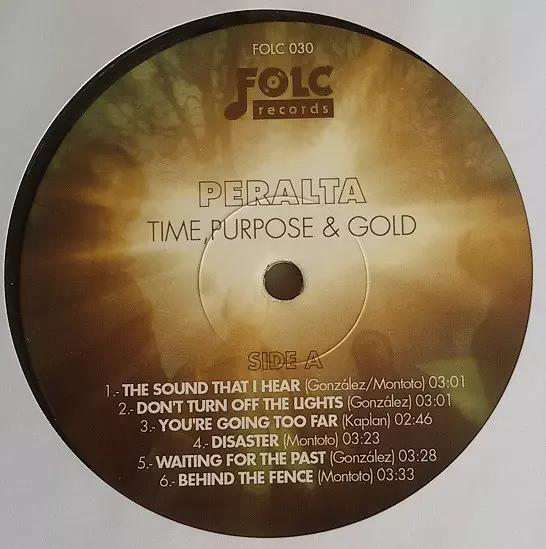 FOLC 030
FOLC
records
PERALTA
TIME, PURPOSE & GOLD
SIDE A
1.- THE SOUND THAT I HEAR (González/Montoto) 03:01
2.- DON'T TURN OFF THE LIGHTS (González) 03:01
3.- YOU'RE GOING TOO FAR (Kaplan) 02:46
4.- DISASTER (Montoto) 03:23
5.- WAITING FOR THE PAST (González) 03:28
6.- BEHIND THE FENCE (Montoto) 03:33